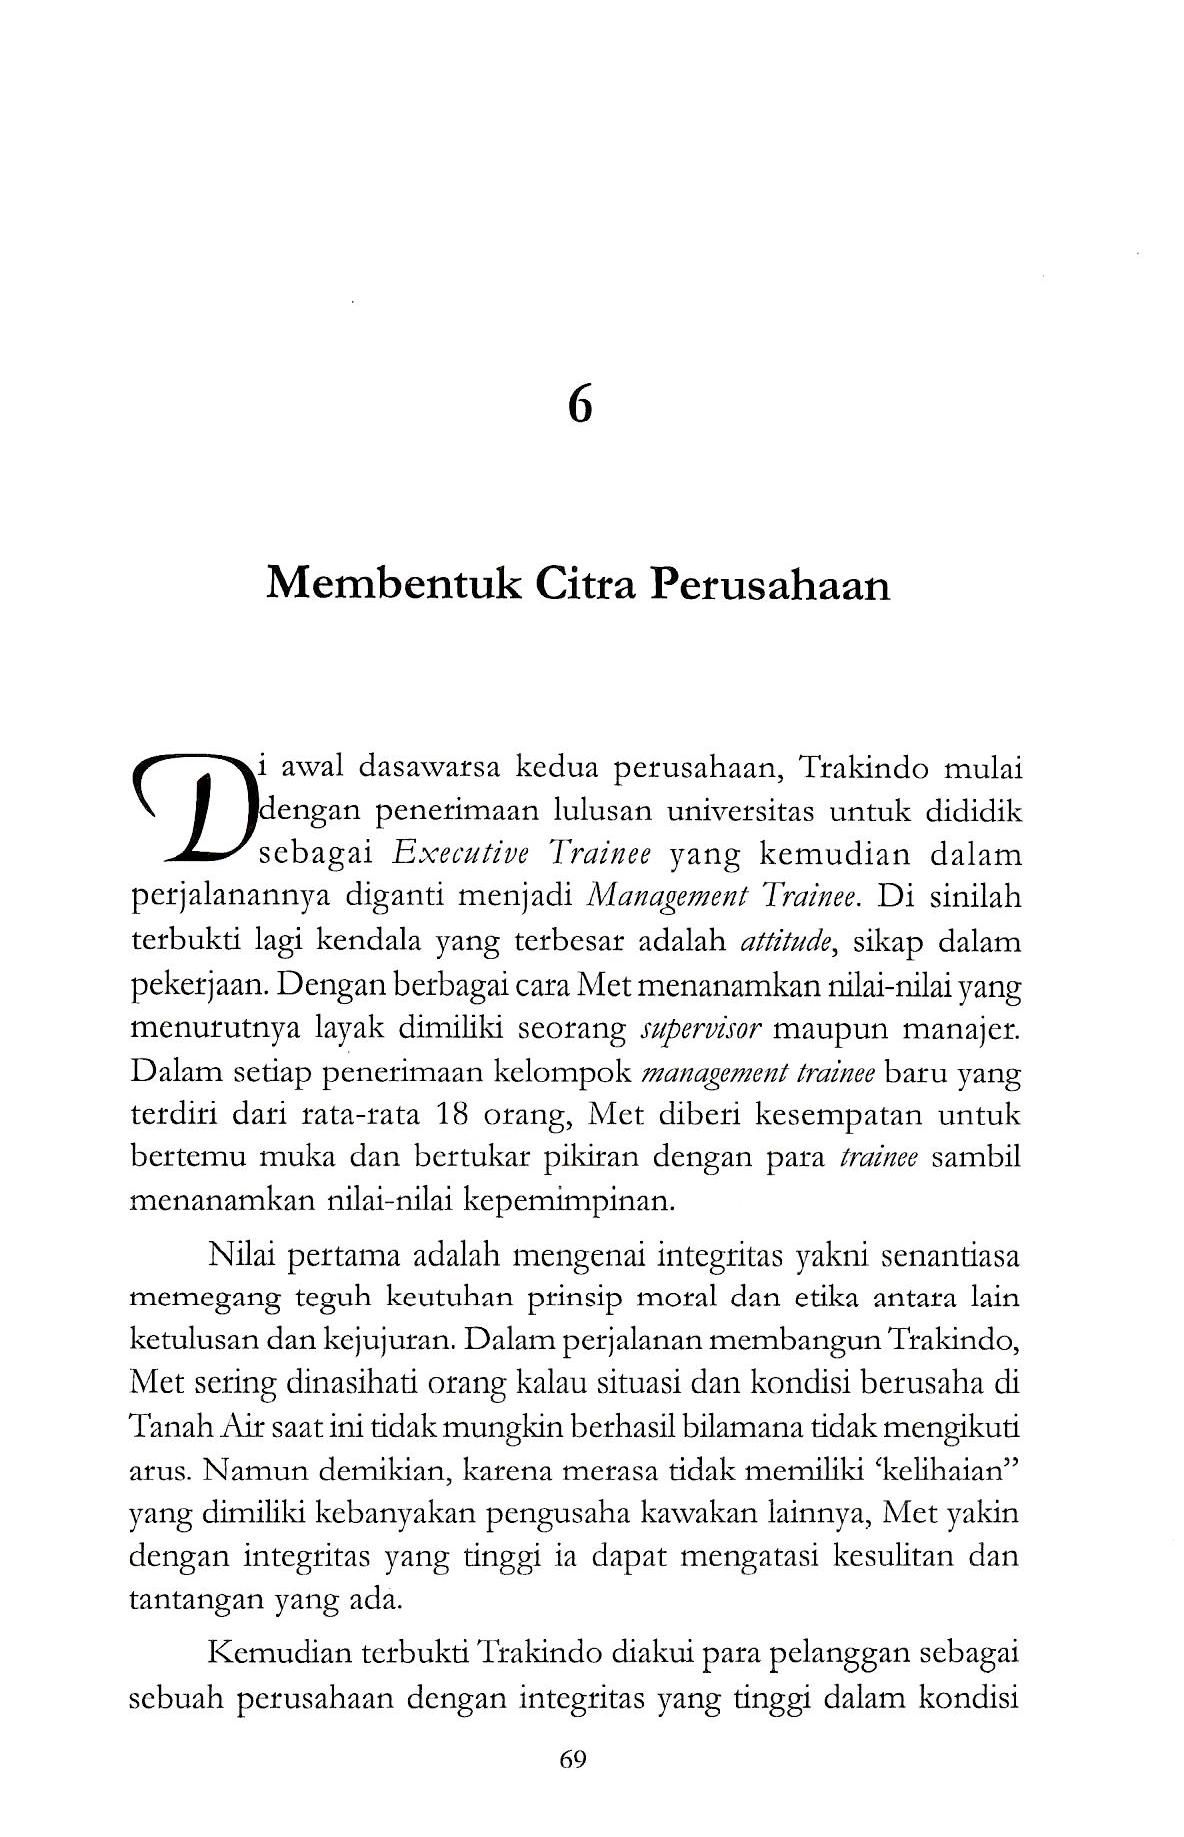 6
Membentuk Citra Perusahaan
Di awal dasawarsa kedua perusahaan, Trakindo mulai
dengan penerimaan lulusan universitas untuk dididik
sebagai Executive Trainee yang kemudian dalam
perjalanannya diganti menjadi Management Trainee. Di sinilah
terbukti lagi kendala yang terbesar adalah attitude, sikap dalam
pekerjaan. Dengan berbagai cara Met menanamkan nilai-nilai yang
menurutnya layak dimiliki seorang supervisor maupun manajer.
Dalam setiap penerimaan kelompok management trainee baru yang
terdiri dari rata-rata 18 orang, Met diberi kesempatan untuk
bertemu muka dan bertukar pikiran dengan para trainee sambil
menanamkan nilai-nilai kepemimpinan.
Nilai pertama adalah mengenai integritas yakni senantiasa
memegang teguh keutuhan prinsip moral dan etika antara lain
ketulusan dan kejujuran. Dalam perjalanan membangun Trakindo,
Met sering dinasihati orang kalau situasi dan kondisi berusaha di
Tanah Air saat ini tidak mungkin berhasil bilamana tidak mengikuti
arus. Namun demikian, karena merasa tidak memiliki ‘kelihaian”
yang dimiliki kebanyakan pengusaha kawakan lainnya, Met yakin
dengan integritas yang tinggi ia dapat mengatasi kesulitan dan
tantangan yang ada.
Kemudian terbukti Trakindo diakui para pelanggan sebagai
sebuah perusahaan dengan integritas yang tinggi dalam kondisi
69